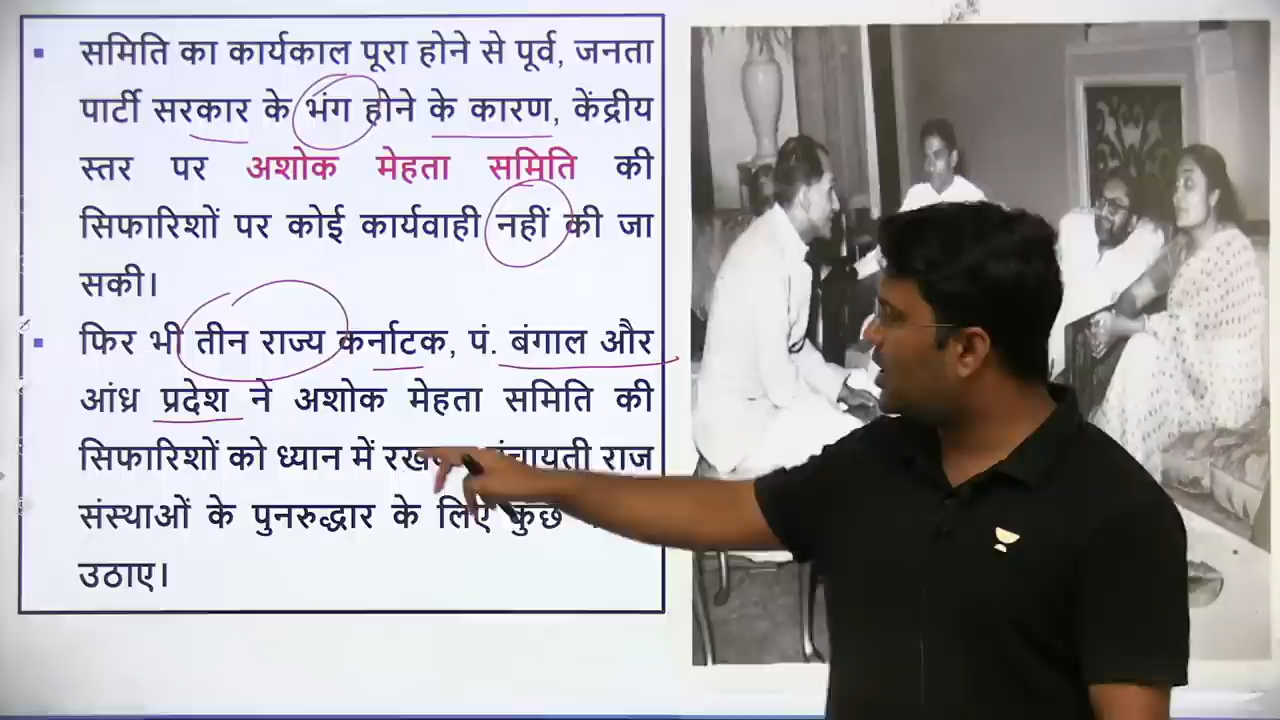 समिति का कार्यकाल पूरा होने से पूर्व, जनता
पार्टी सरकार के भंग होने के कारण, केंद्रीय
स्तर पर अशोक मेहता समिति की
सिफारिशों पर कोई कार्यवाही नहीं की जा
सकी।
फिर भी तीन राज्य कर्नाटक, पं. बंगाल और
आंध्र प्रदेश ने अशोक मेहता समिति की
सिफारिशों को ध्यान में राज
संस्थाओं के पुनरुद्धार के लिए कुछ
उठाए।